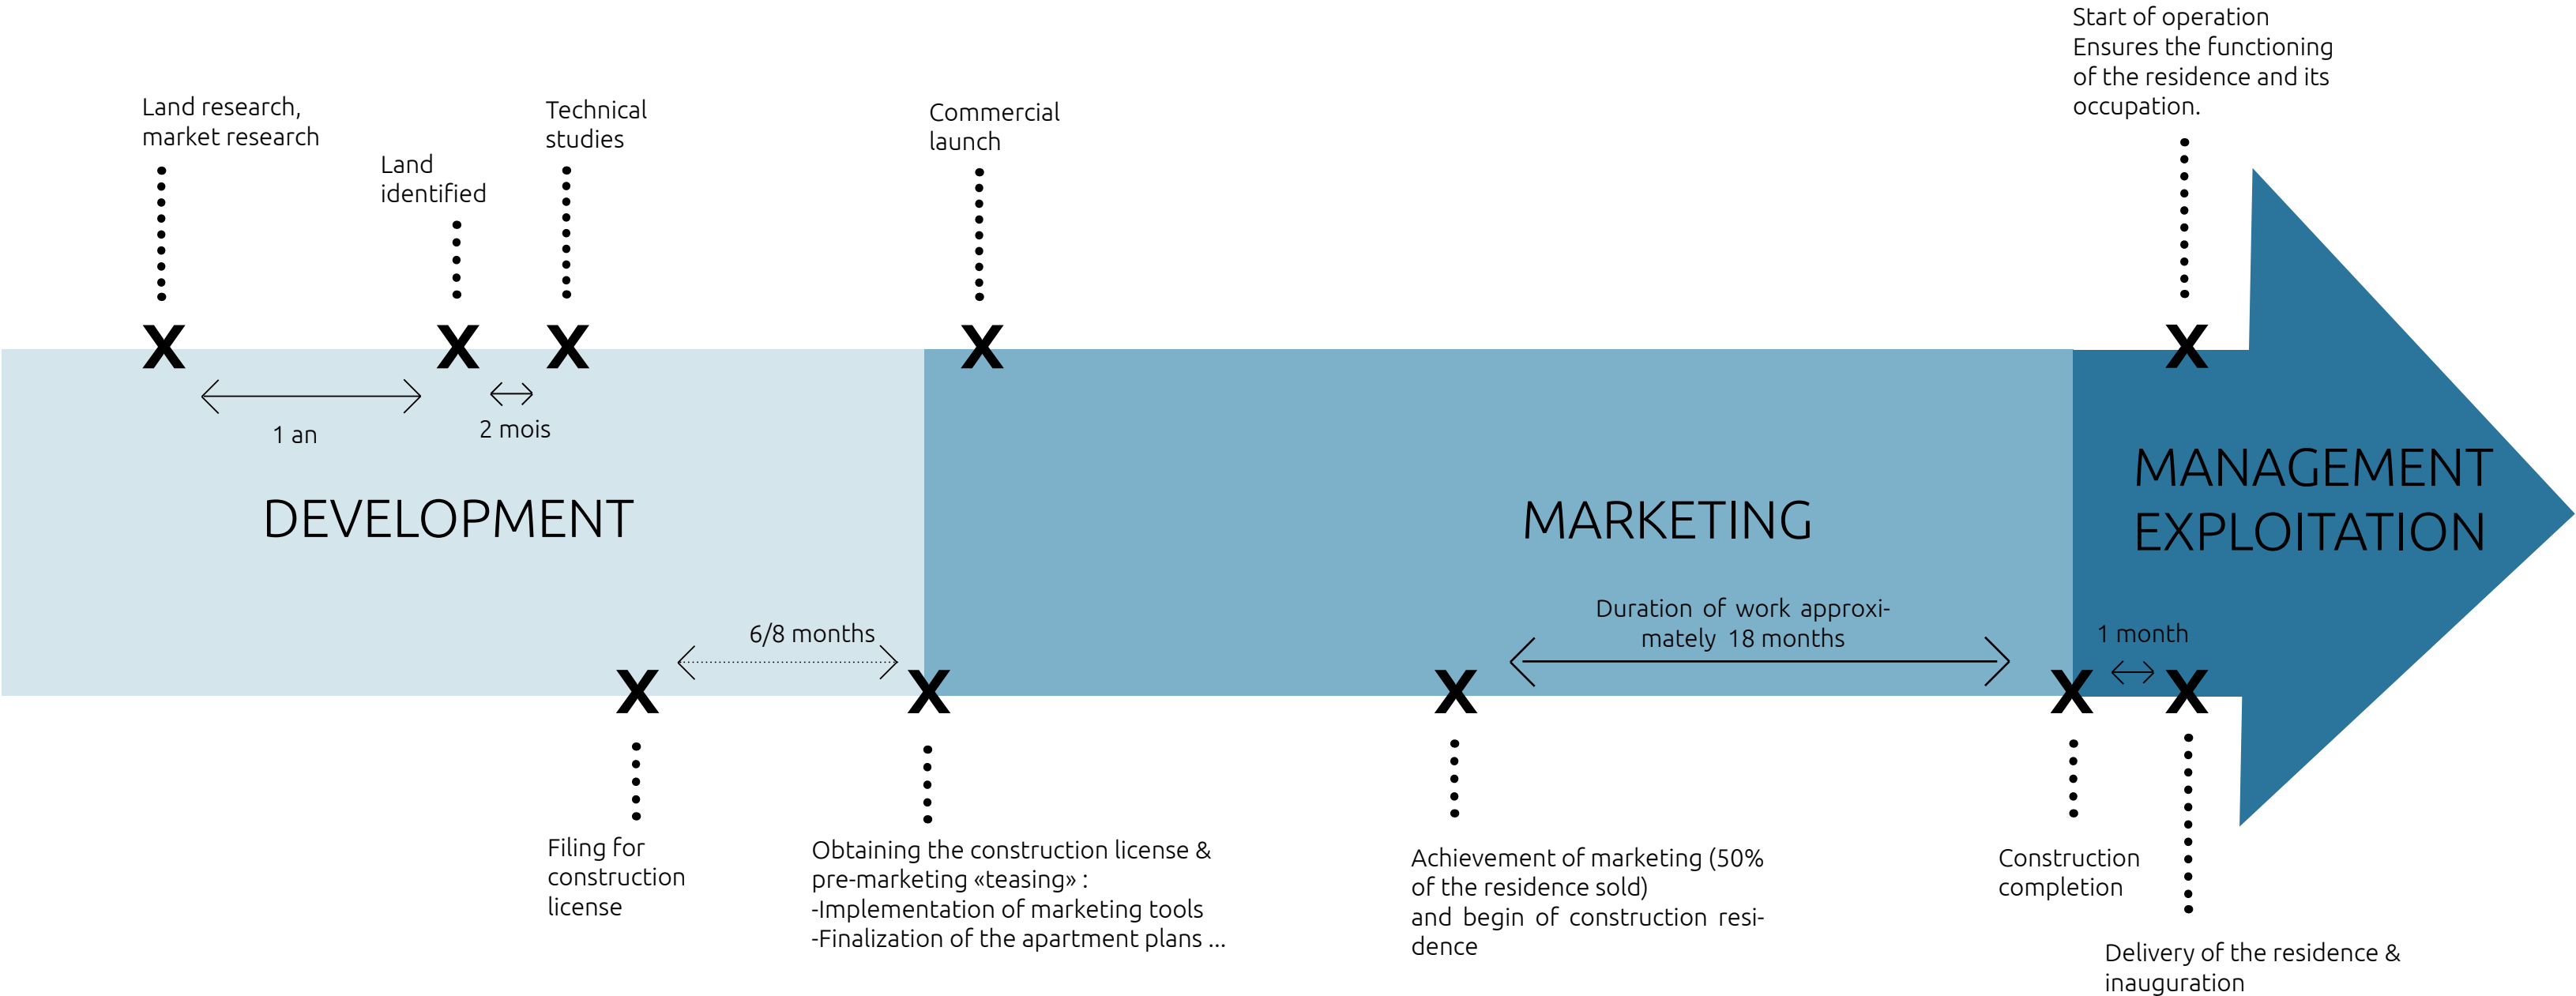 Start of operation
Ensures the functioning
of the residence and its
occupation.
Land research,
market research
Technical
studies
Commercial
launch
Land
identified
X
X
X
X
X
1 an
2 mois
DEVELOPMENT
MARKETING
MANAGEMENT
EXPLOITATION
6/8 months
Duration of work approxi-
mately 18 months
1 month
X
X
X
X
X
Filing for
construction
license
Obtaining the construction license &
pre-marketing «teasing» :
-Implementation of marketing tools
-Finalization of the apartment plans ...
Achievement of marketing (50%
of the residence sold)
and begin of construction resi-
dence
Construction
completion
Delivery of the residence &
inauguration